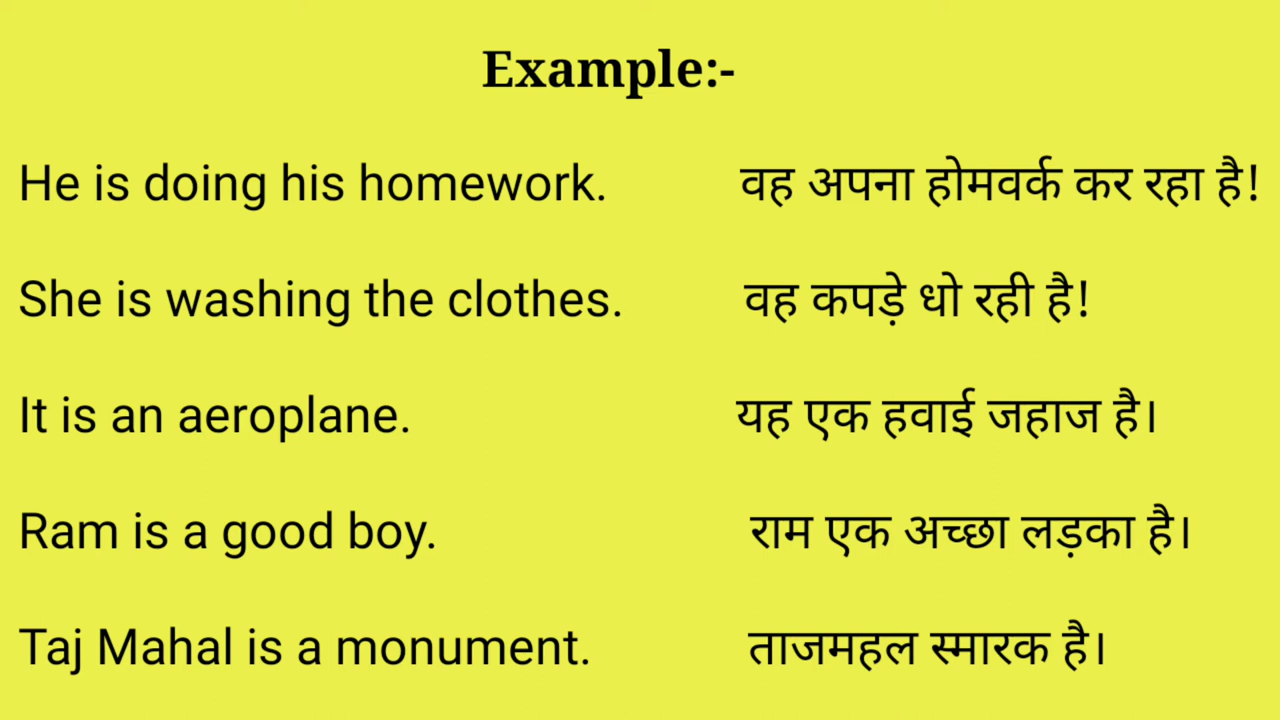 Example:-
He is doing his homework. वह अपना होमवर्क कर रहा है!
She is washing the clothes. वह कपड़े धो रही है!
It is an aeroplane. यह एक हवाई जहाज है।
Ram is a good boy. राम एक अच्छा लड़का है।
Taj Mahal is a monument. ताजमहल स्मारक है।